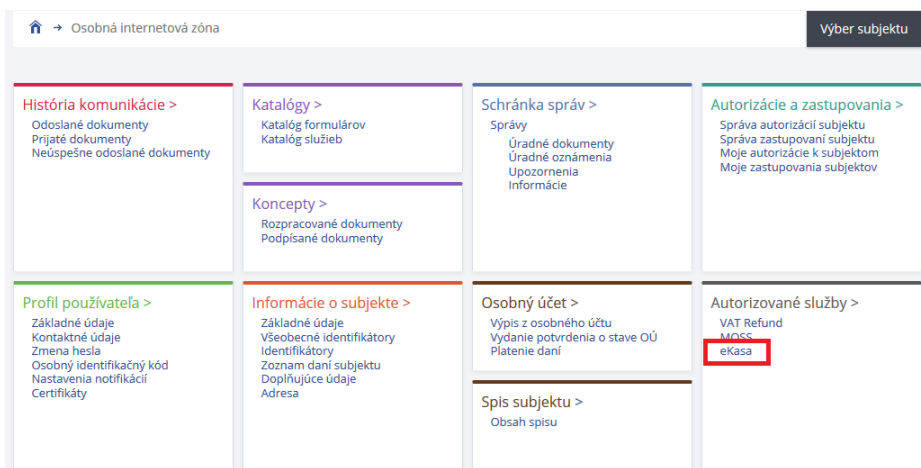 Osobná internetová zóna
Výber subjektu
História komunikácie >
Odoslané dokumenty
Prijaté dokumenty
Neúspešne odoslané dokumenty
Katalógy >
Katalóg formulárov
Katalóg služieb
Koncepty >
Rozpracované dokumenty
Podpísané dokumenty
Schránka správ >
Správy
Úradné dokumenty
Úradné oznámenia
Upozornenia
Informácie
Autorizácie a zastupovania >
Správa autorizácií subjektu
Správa zastupovaní subjektu
Moje autorizácie k subjektom
Moje zastupovania subjektov
Profil používateľa >
Základné údaje
Kontaktné údaje
Zmena hesla
Osobný identifikačný kód
Nastavenia notifikácií
Certifikáty
Informácie o subjekte >
Základné údaje
Všeobecné identifikátory
Identifikátory
Zoznam daní subjektu
Doplňujúce údaje
Adresa
Osobný účet >
Výpis z osobného účtu
Vydanie potvrdenia o stave OÚ
Platenie daní
Spis subjektu >
Obsah spisu
Autorizované služby >
VAT Refund
MOSS
eKasa